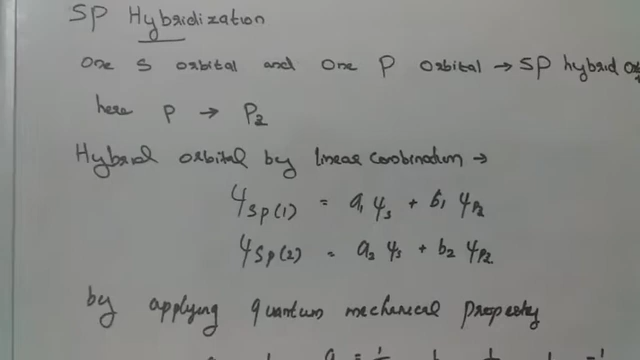 SP Hybridization
one s orbital and one P orbital → SP hybrid
here P → Pz
Hybrid orbital by linear combination →
Ψsp(1) = a₁ Ψs + b₁ Ψpz
Ψsp(2) = a₂ Ψs + b₂ Ψpz
by applying quantum mechanical property